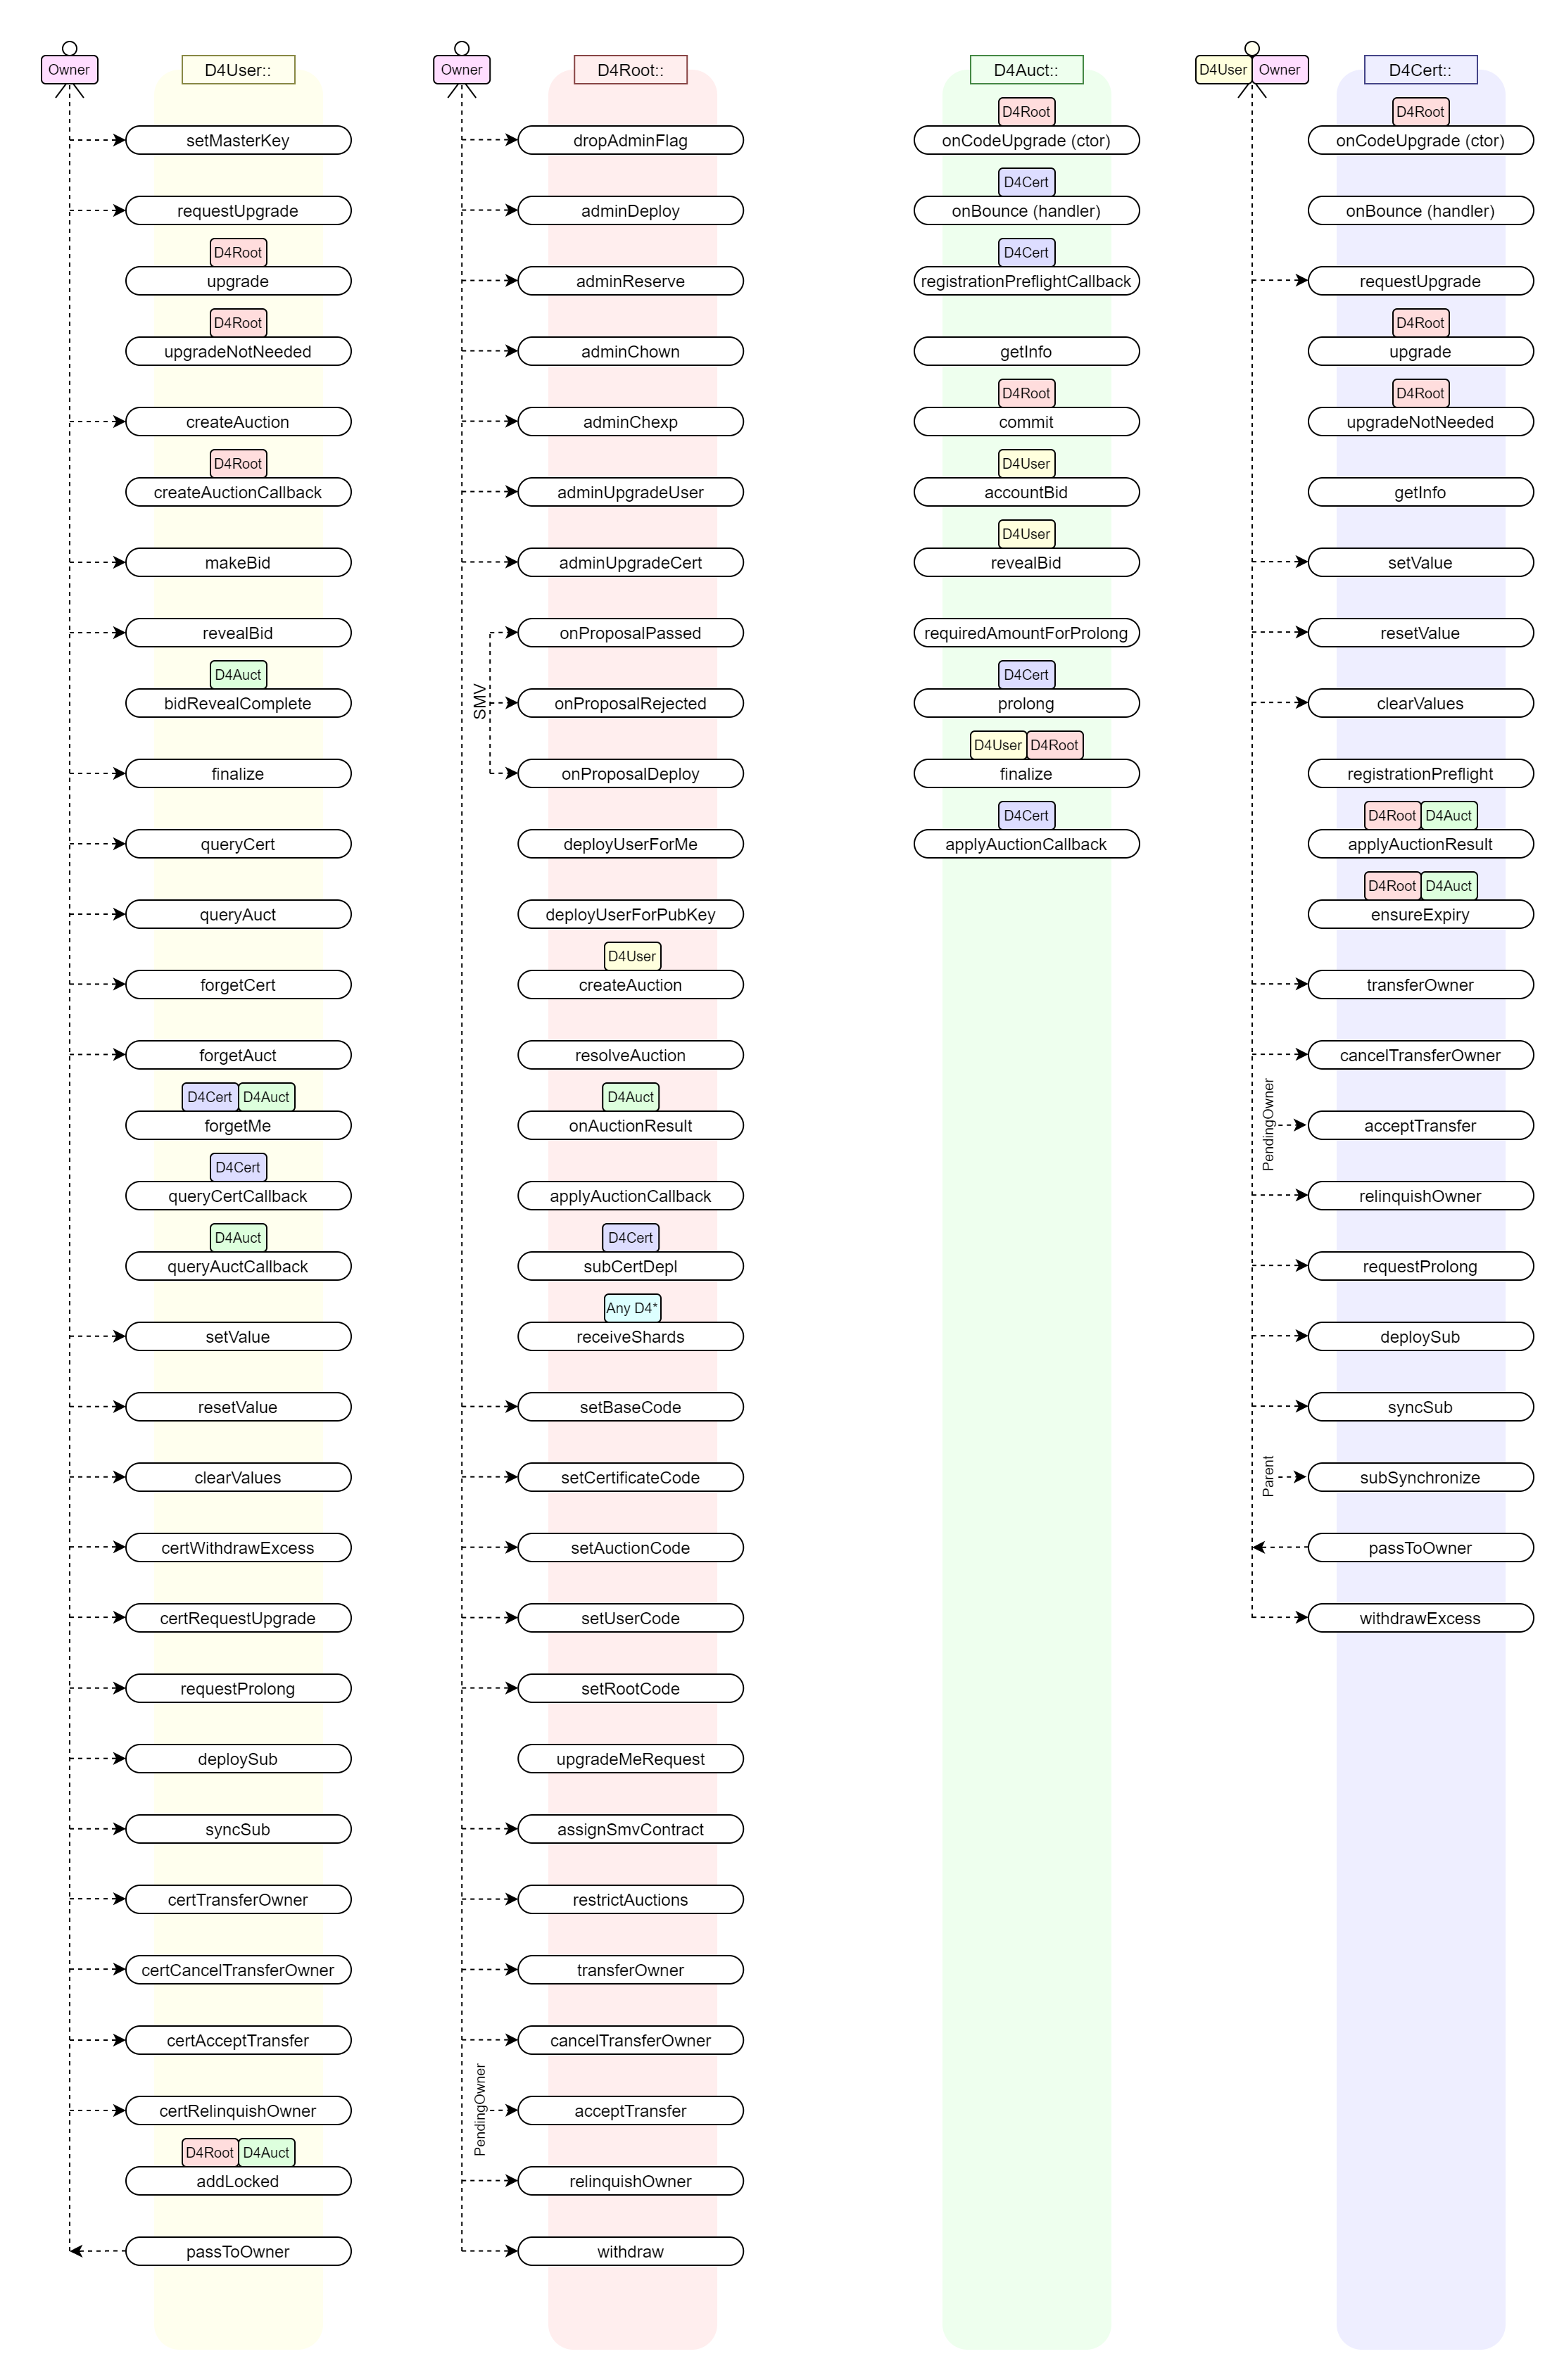 Owner
D4User::
setMasterKey
requestUpgrade
D4Root
upgrade
D4Root
upgradeNotNeeded
createAuction
D4Root
createAuctionCallback
makeBid
revealBid
D4Auct
bidRevealComplete
finalize
queryCert
queryAuct
forgetCert
forgetAuct
D4Cert D4Auct
forgetMe
D4Cert
queryCertCallback
D4Auct
queryAuctCallback
setValue
resetValue
clearValues
certWithdrawExcess
certRequestUpgrade
requestProlong
deploySub
syncSub
certTransferOwner
certCancelTransferOwner
certAcceptTransfer
certRelinquishOwner
D4Root D4Auct
addLocked
passToOwner
Owner
D4Root::
dropAdminFlag
adminDeploy
adminReserve
adminChown
adminChexp
adminUpgradeUser
adminUpgradeCert
SMV
onProposalPassed
onProposalRejected
onProposalDeploy
deployUserForMe
deployUserForPubKey
D4User
createAuction
resolveAuction
D4Auct
onAuctionResult
applyAuctionCallback
D4Cert
subCertDepl
Any D4*
receiveShards
setBaseCode
setCertificateCode
setAuctionCode
setUserCode
setRootCode
upgradeMeRequest
assignSmvContract
restrictAuctions
transferOwner
cancelTransferOwner
PendingOwner
acceptTransfer
relinquishOwner
withdraw
D4Auct::
D4Root
onCodeUpgrade (ctor)
D4Cert
onBounce (handler)
D4Cert
registrationPreflightCallback
getInfo
D4Root
commit
D4User
accountBid
D4User
revealBid
requiredAmountForProlong
D4Cert
prolong
D4User D4Root
finalize
D4Cert
applyAuctionCallback
D4User Owner
D4Cert::
D4Root
onCodeUpgrade (ctor)
onBounce (handler)
requestUpgrade
D4Root
upgrade
D4Root
upgradeNotNeeded
getInfo
setValue
resetValue
clearValues
registrationPreflight
D4Root D4Auct
applyAuctionResult
D4Root D4Auct
ensureExpiry
transferOwner
cancelTransferOwner
PendingOwner
acceptTransfer
relinquishOwner
requestProlong
deploySub
syncSub
Parent
subSynchronize
passToOwner
withdrawExcess